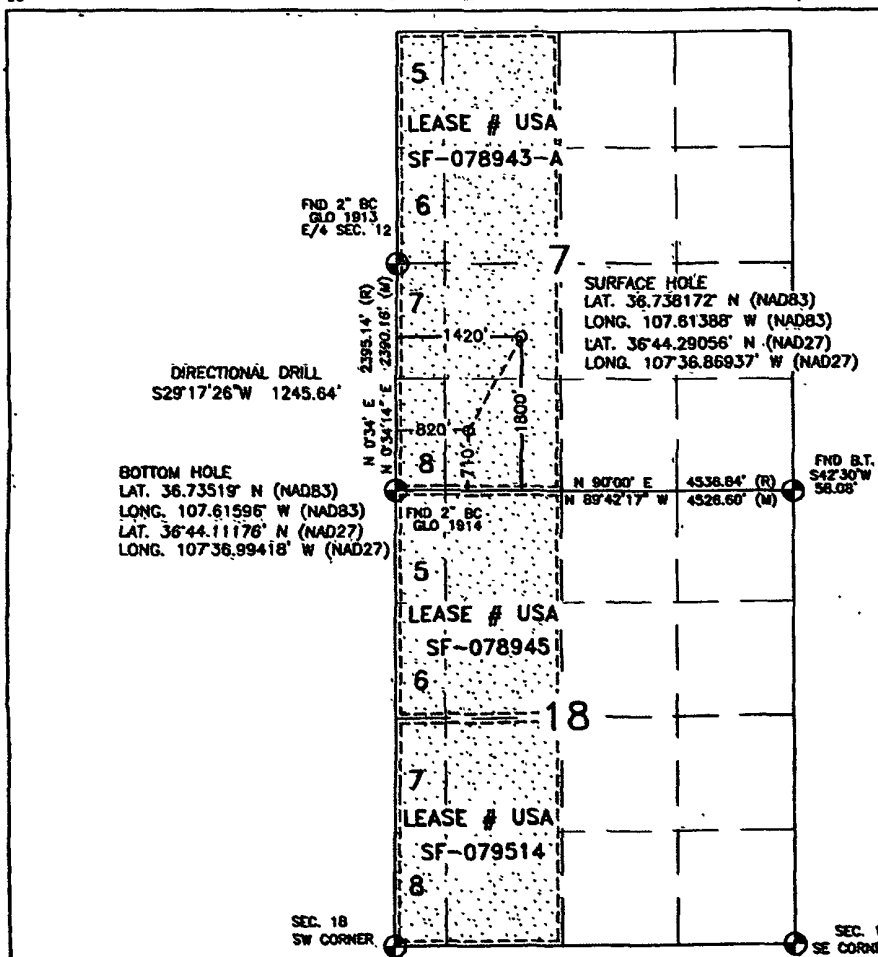 5
LEASE # USA
SF-078943-A
FND 2" BC
GLO 1913
E/4 SEC. 12
6
7
7
2395.14' (R)
2390.16' (M)
N 0°34' E
N 0°34'14" E
SURFACE HOLE
LAT. 36.738172° N (NAD83)
LONG. 107.61388° W (NAD83)
LAT. 36°44.29056' N (NAD27)
LONG. 107°36.86937' W (NAD27)
1420'
DIRECTIONAL DRILL
S29°17'26"W 1245.64'
1800'
820'
710'
8
BOTTOM HOLE
LAT. 36.73519° N (NAD83)
LONG. 107.61596° W (NAD83)
LAT. 36°44.11176' N (NAD27)
LONG. 107°36.99418' W (NAD27)
FND B.T.
S42°30'W
56.08'
N 90°00' E 4536.84' (R)
N 89°42'17" W 4526.60' (M)
FND 2" BC
GLO 1914
5
LEASE # USA
SF-078945
6
18
7
LEASE # USA
SF-079514
8
SEC. 18
SW CORNER
SEC. 1
SE CORNE